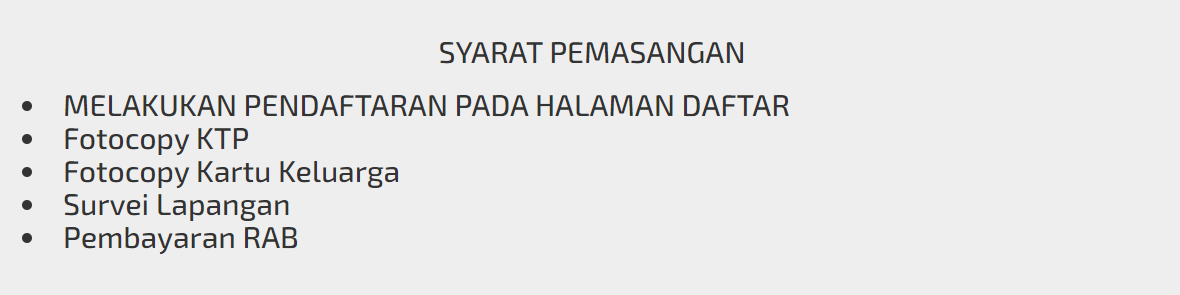 SYARAT PEMASANGAN
• MELAKUKAN PENDAFTARAN PADA HALAMAN DAFTAR
• Fotocopy KTP
• Fotocopy Kartu Keluarga
• Survei Lapangan
• Pembayaran RAB